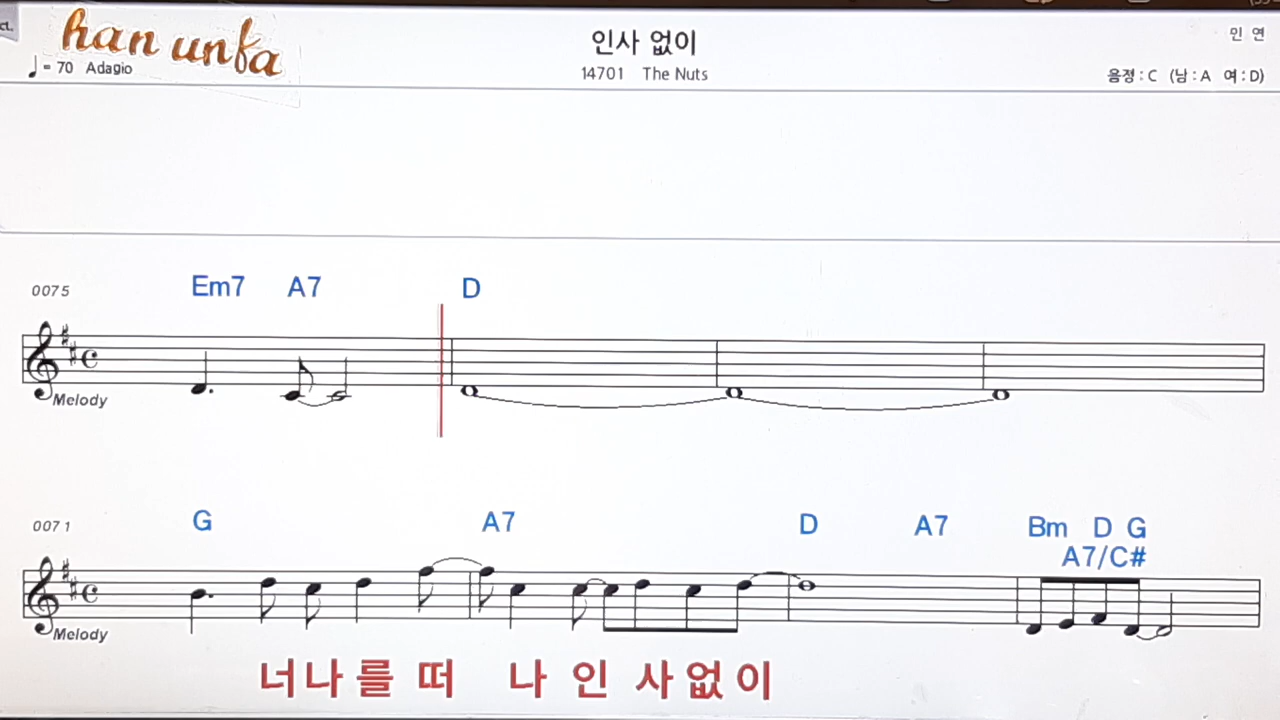 han unfa
인사 없이
인 연
♩= 70 Adagio
14701 The Nuts
음정 : C (남 : A 여 : D)
0075
Em7 A7 D
Melody
0071
G A7 D A7 Bm D G
A7/C#
Melody
너 나 를 떠 나 인 사 없 이